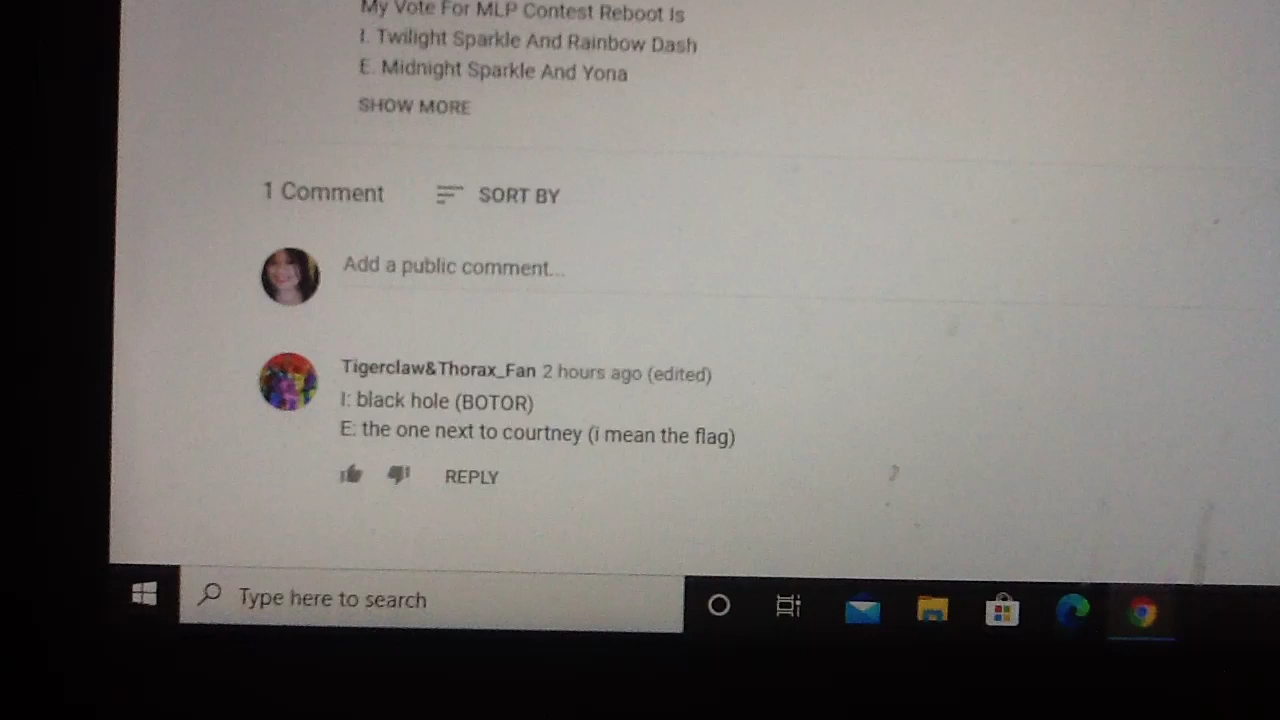 My Vote For MLP Contest Reboot Is
I. Twilight Sparkle And Rainbow Dash
E. Midnight Sparkle And Yona
SHOW MORE
1 Comment
SORT BY
Add a public comment...
Tigerclaw&Thorax_Fan 2 hours ago (edited)
I: black hole (BOTOR)
E: the one next to courtney (i mean the flag)
REPLY
Type here to search